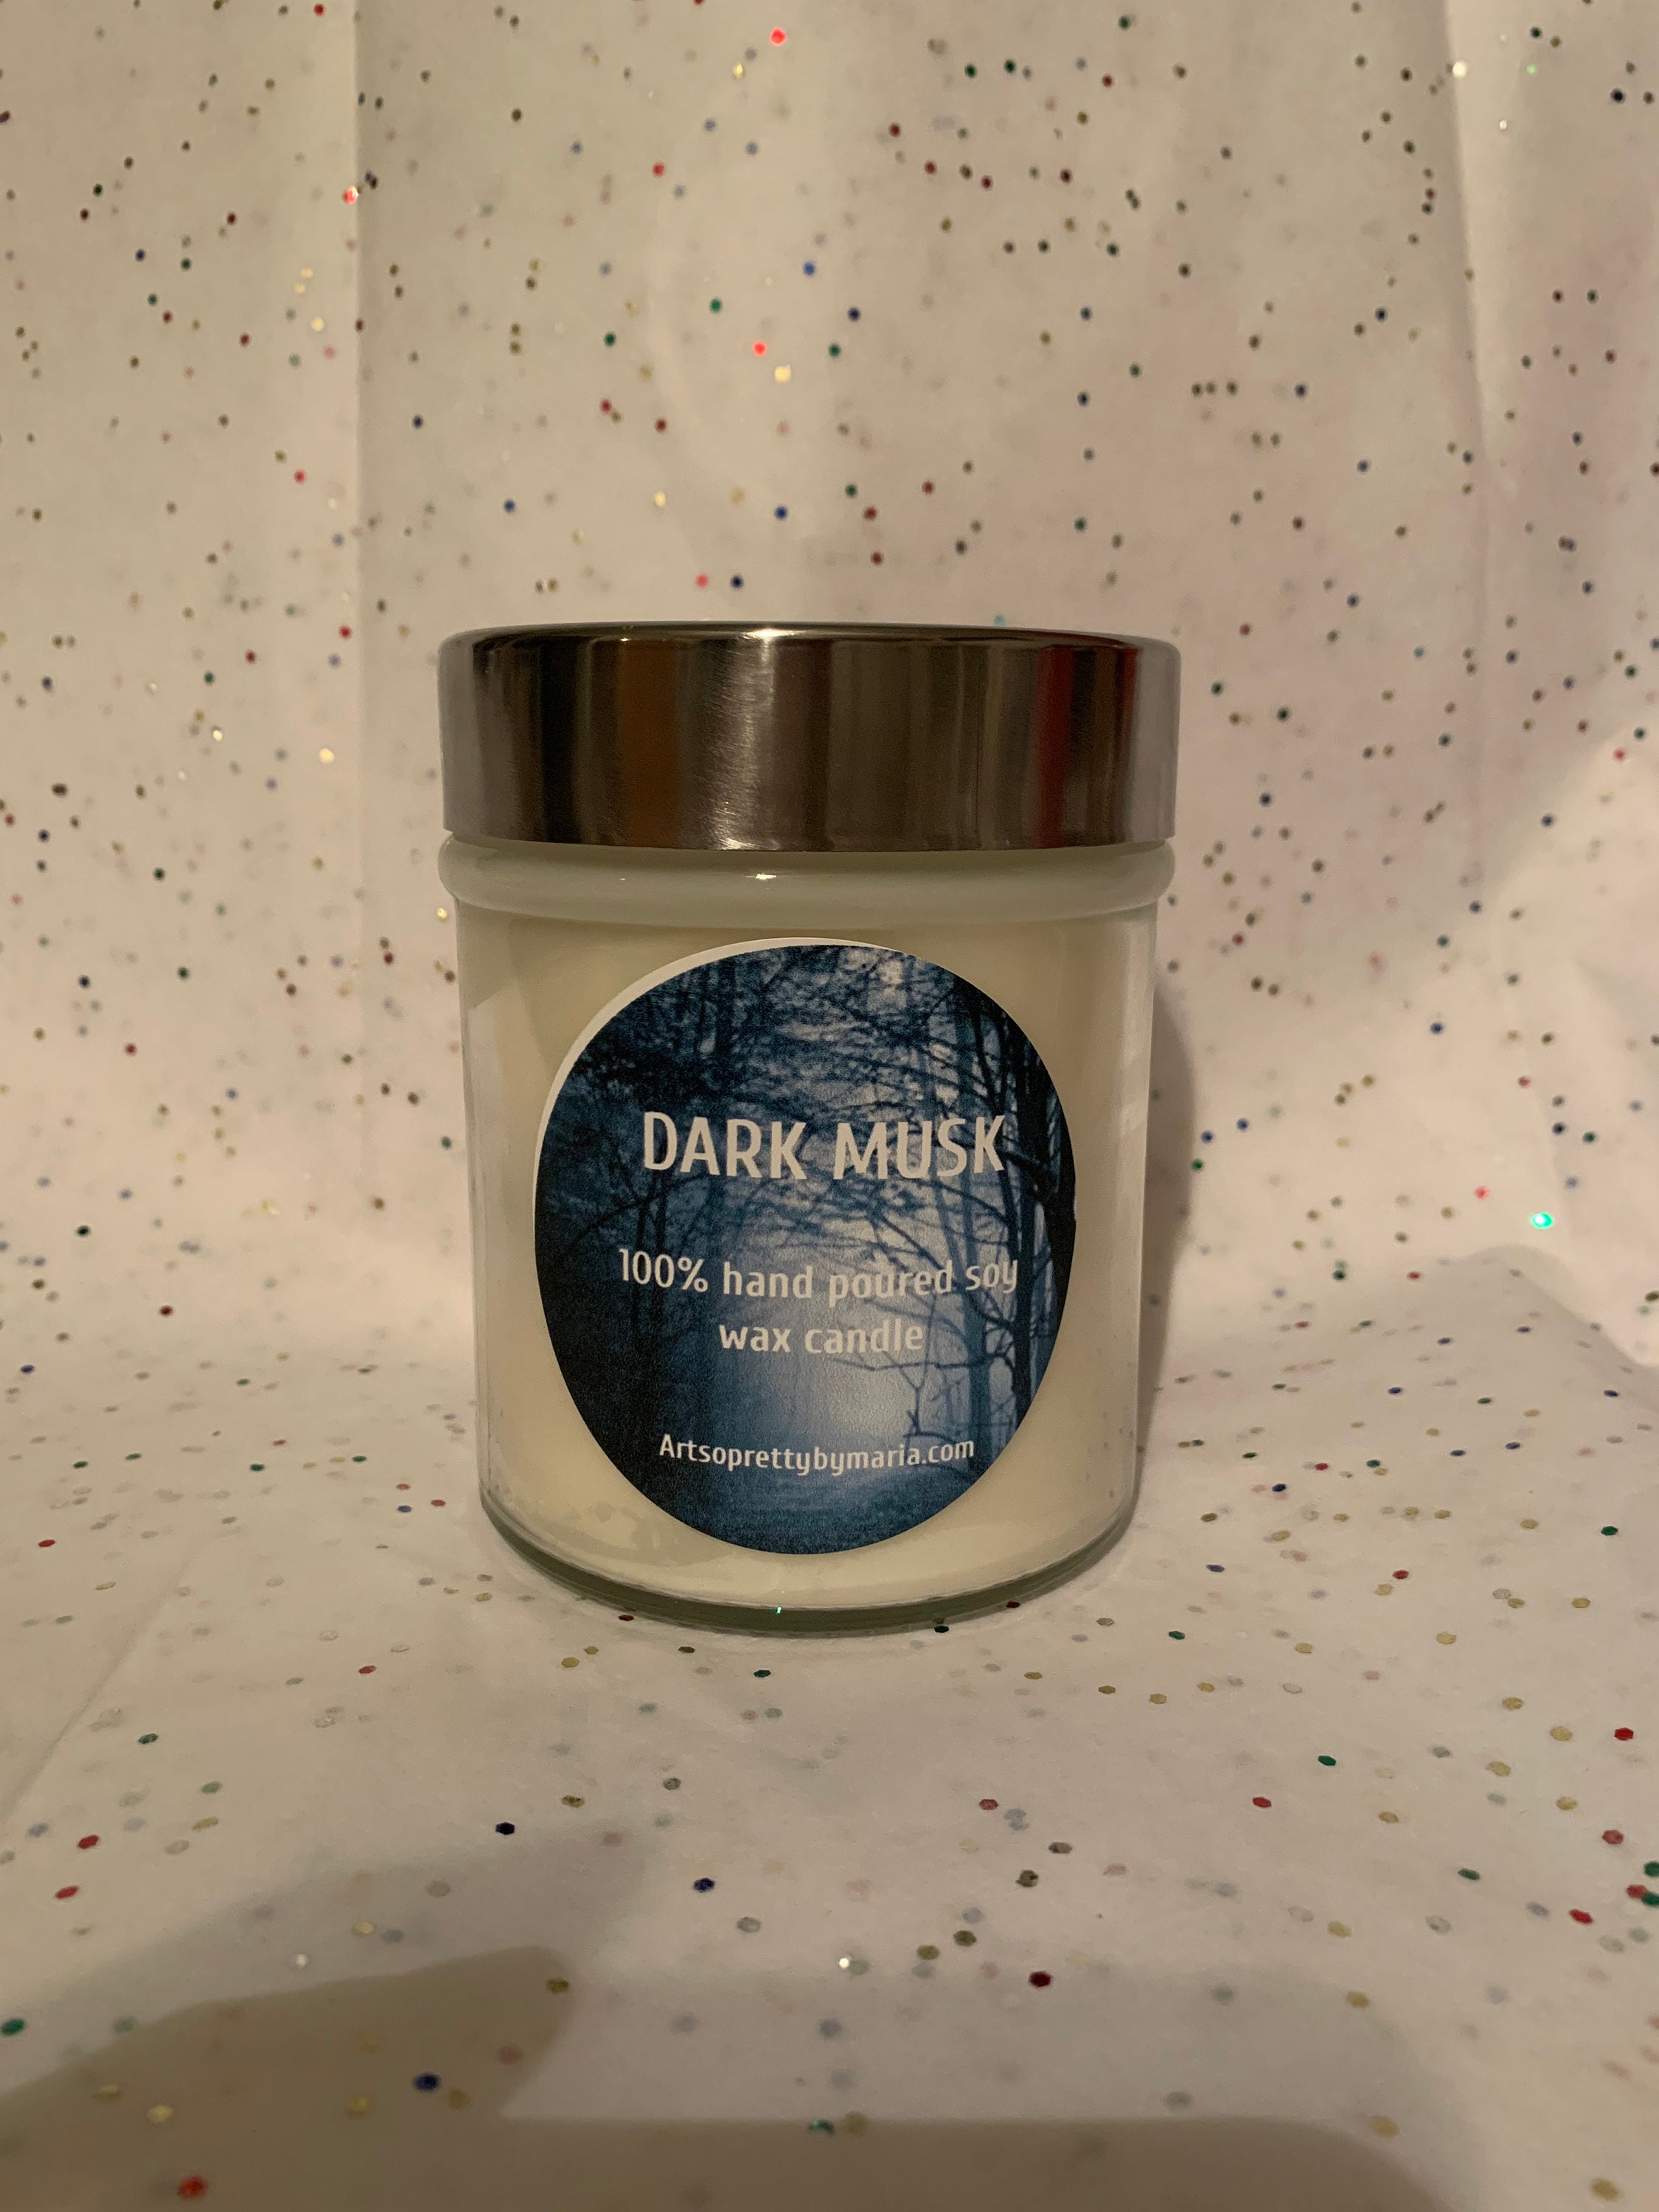 DARK MUSK
100% hand poured soy
wax candle
Artsoprettybymaria.com